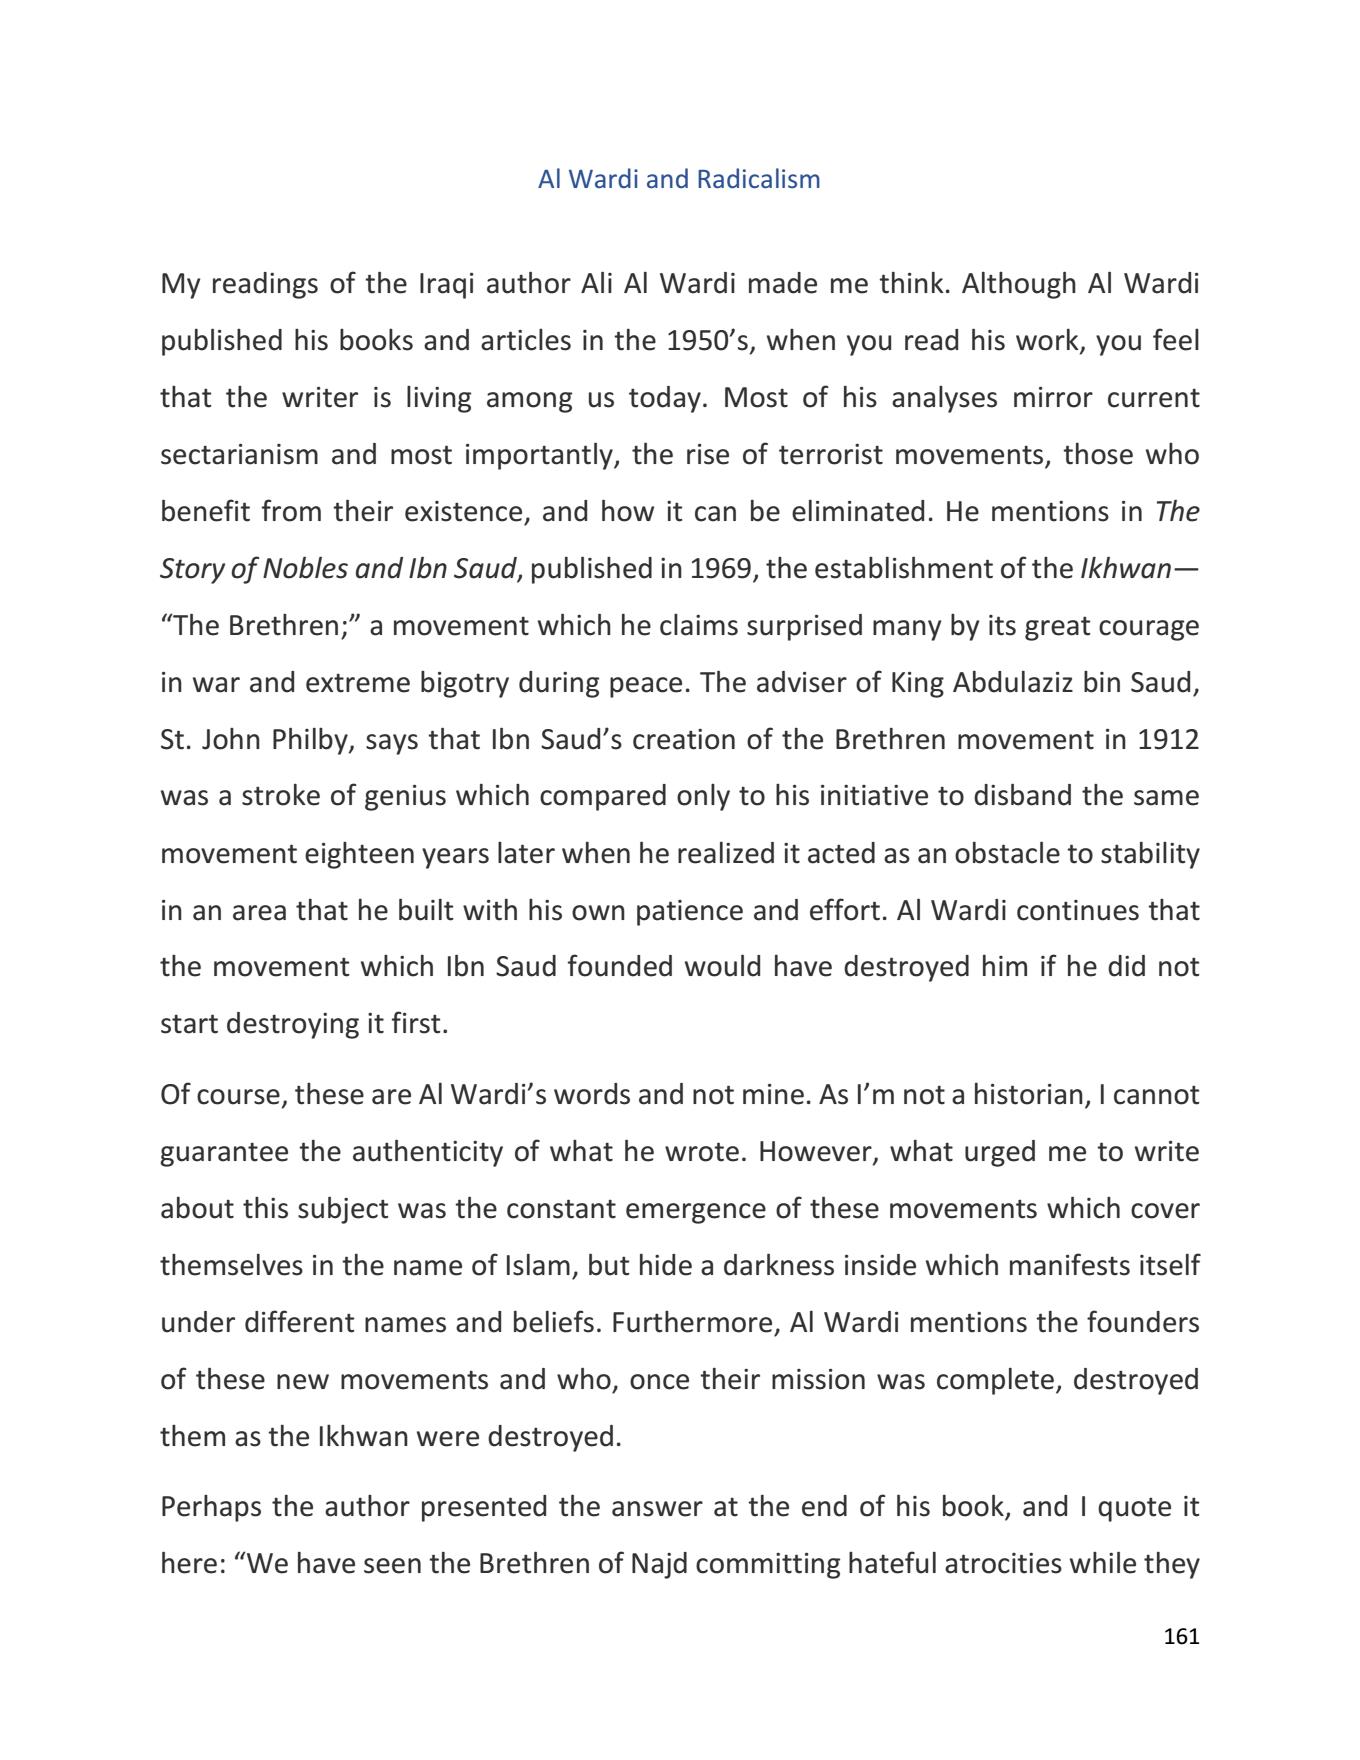 Al Wardi and Radicalism
My readings of the Iraqi author Ali Al Wardi made me think. Although Al Wardi
published his books and articles in the 1950’s, when you read his work, you feel
that the writer is living among us today. Most of his analyses mirror current
sectarianism and most importantly, the rise of terrorist movements, those who
benefit from their existence, and how it can be eliminated. He mentions in The
Story of Nobles and Ibn Saud, published in 1969, the establishment of the Ikhwan—
“The Brethren;” a movement which he claims surprised many by its great courage
in war and extreme bigotry during peace. The adviser of King Abdulaziz bin Saud,
St. John Philby, says that Ibn Saud’s creation of the Brethren movement in 1912
was a stroke of genius which compared only to his initiative to disband the same
movement eighteen years later when he realized it acted as an obstacle to stability
in an area that he built with his own patience and effort. Al Wardi continues that
the movement which Ibn Saud founded would have destroyed him if he did not
start destroying it first.
Of course, these are Al Wardi’s words and not mine. As I’m not a historian, I cannot
guarantee the authenticity of what he wrote. However, what urged me to write
about this subject was the constant emergence of these movements which cover
themselves in the name of Islam, but hide a darkness inside which manifests itself
under different names and beliefs. Furthermore, Al Wardi mentions the founders
of these new movements and who, once their mission was complete, destroyed
them as the Ikhwan were destroyed.
Perhaps the author presented the answer at the end of his book, and I quote it
here: “We have seen the Brethren of Najd committing hateful atrocities while they
161